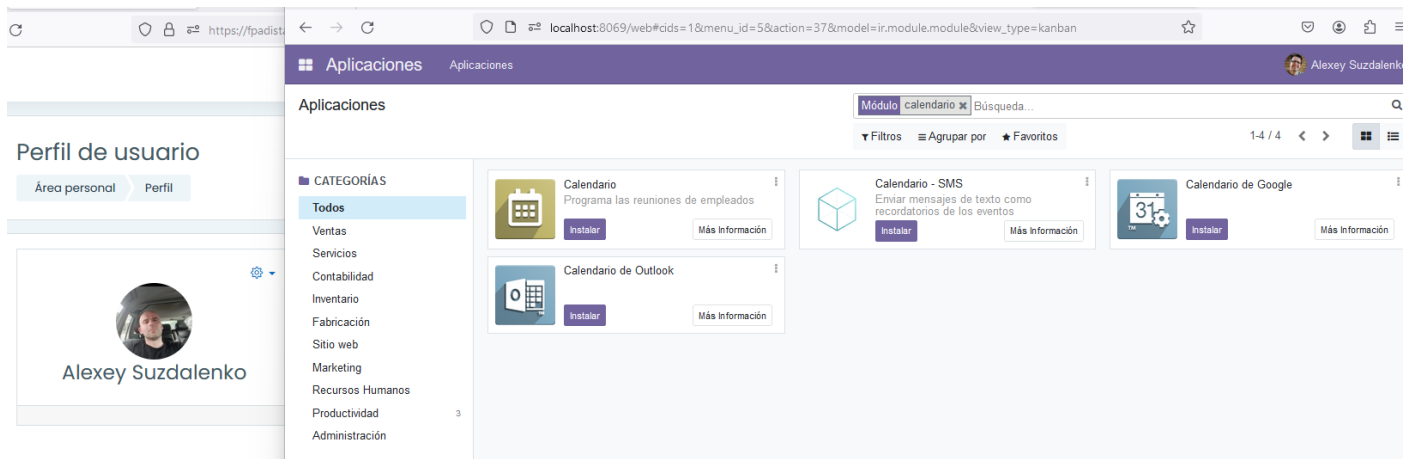 https://fpadista
localhost:8069/web#cids=1&menu_id=5&action=37&model=ir.module.module&view_type=kanban
Aplicaciones
Aplicaciones
Alexey Suzdalenko
Aplicaciones
Módulo calendario Búsqueda...
Filtros Agrupar por Favoritos
1-4 / 4
Perfil de usuario
Área personal Perfil
Alexey Suzdalenko
CATEGORÍAS
Todos
Ventas
Servicios
Contabilidad
Inventario
Fabricación
Sitio web
Marketing
Recursos Humanos
Productividad 3
Administración
Calendario
Programa las reuniones de empleados
Instalar Más Información
Calendario - SMS
Enviar mensajes de texto como
recordatorios de los eventos
Instalar Más Información
31
TM
Calendario de Google
Instalar Más Información
Calendario de Outlook
Instalar Más Información